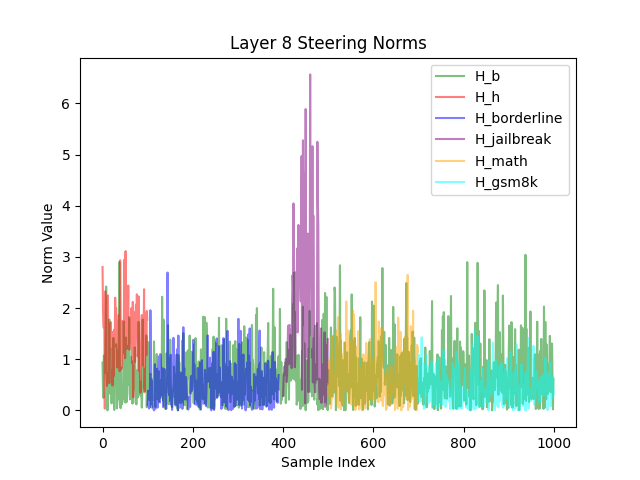 Layer 8 Steering Norms
H_b
H_h
H_borderline
H_jailbreak
H_math
H_gsm8k
Norm Value
6
5
4
3
2
1
0
0 200 400 600 800 1000
Sample Index